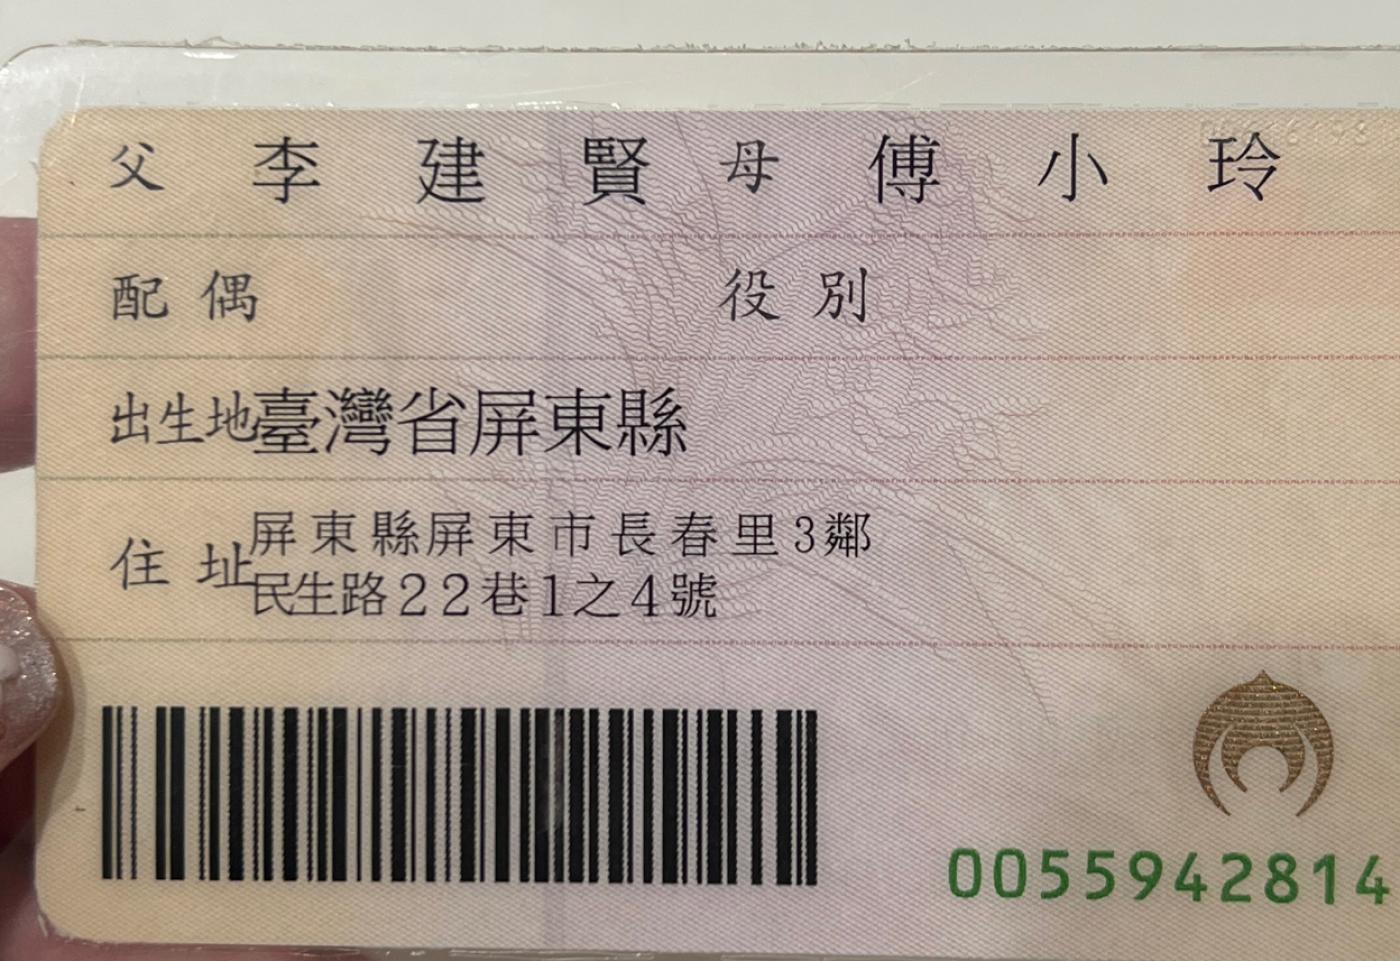 父 李建賢 母 傅小玲
配偶 役別
出生地 臺灣省屏東縣
住址 屏東縣屏東市長春里3鄰
民生路22巷1之4號
0055942814